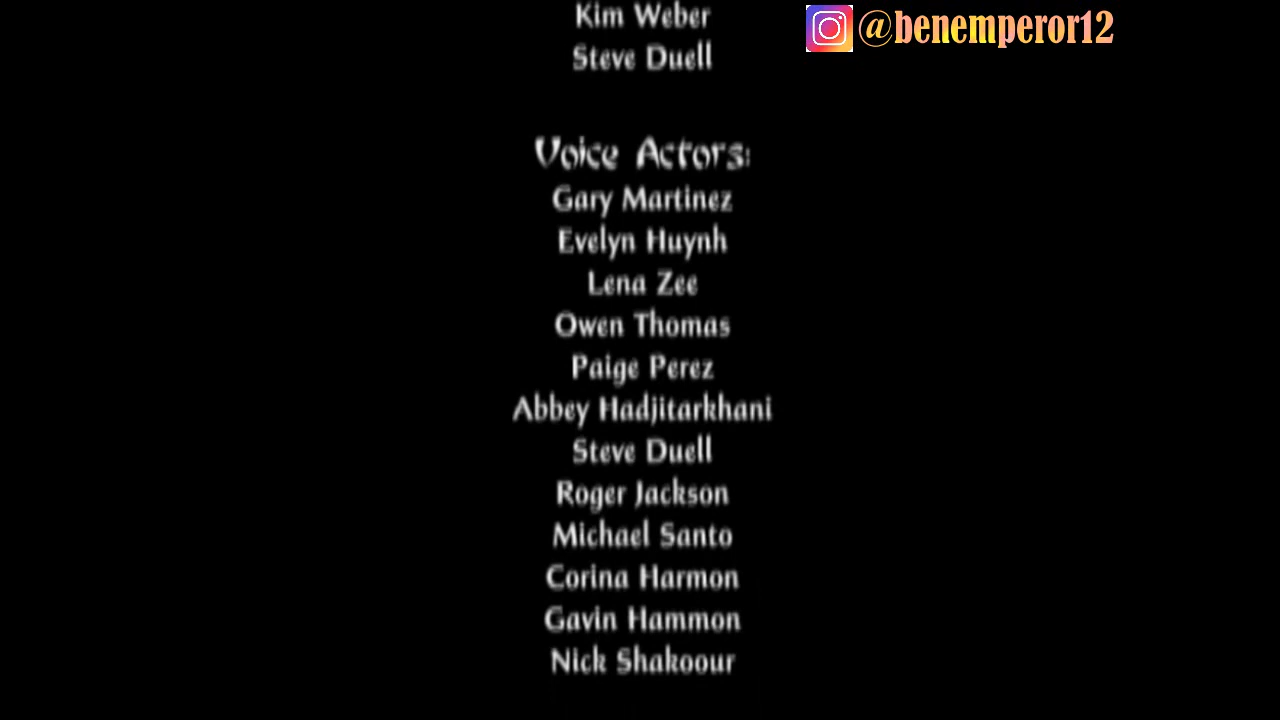 Kim Weber
@benemperor12
Steve Duell
Voice Actors:
Gary Martinez
Evelyn Huynh
Lena Zee
Owen Thomas
Paige Perez
Abbey Hadjitarkhani
Steve Duell
Roger Jackson
Michael Santo
Corina Harmon
Gavin Hammon
Nick Shakoour